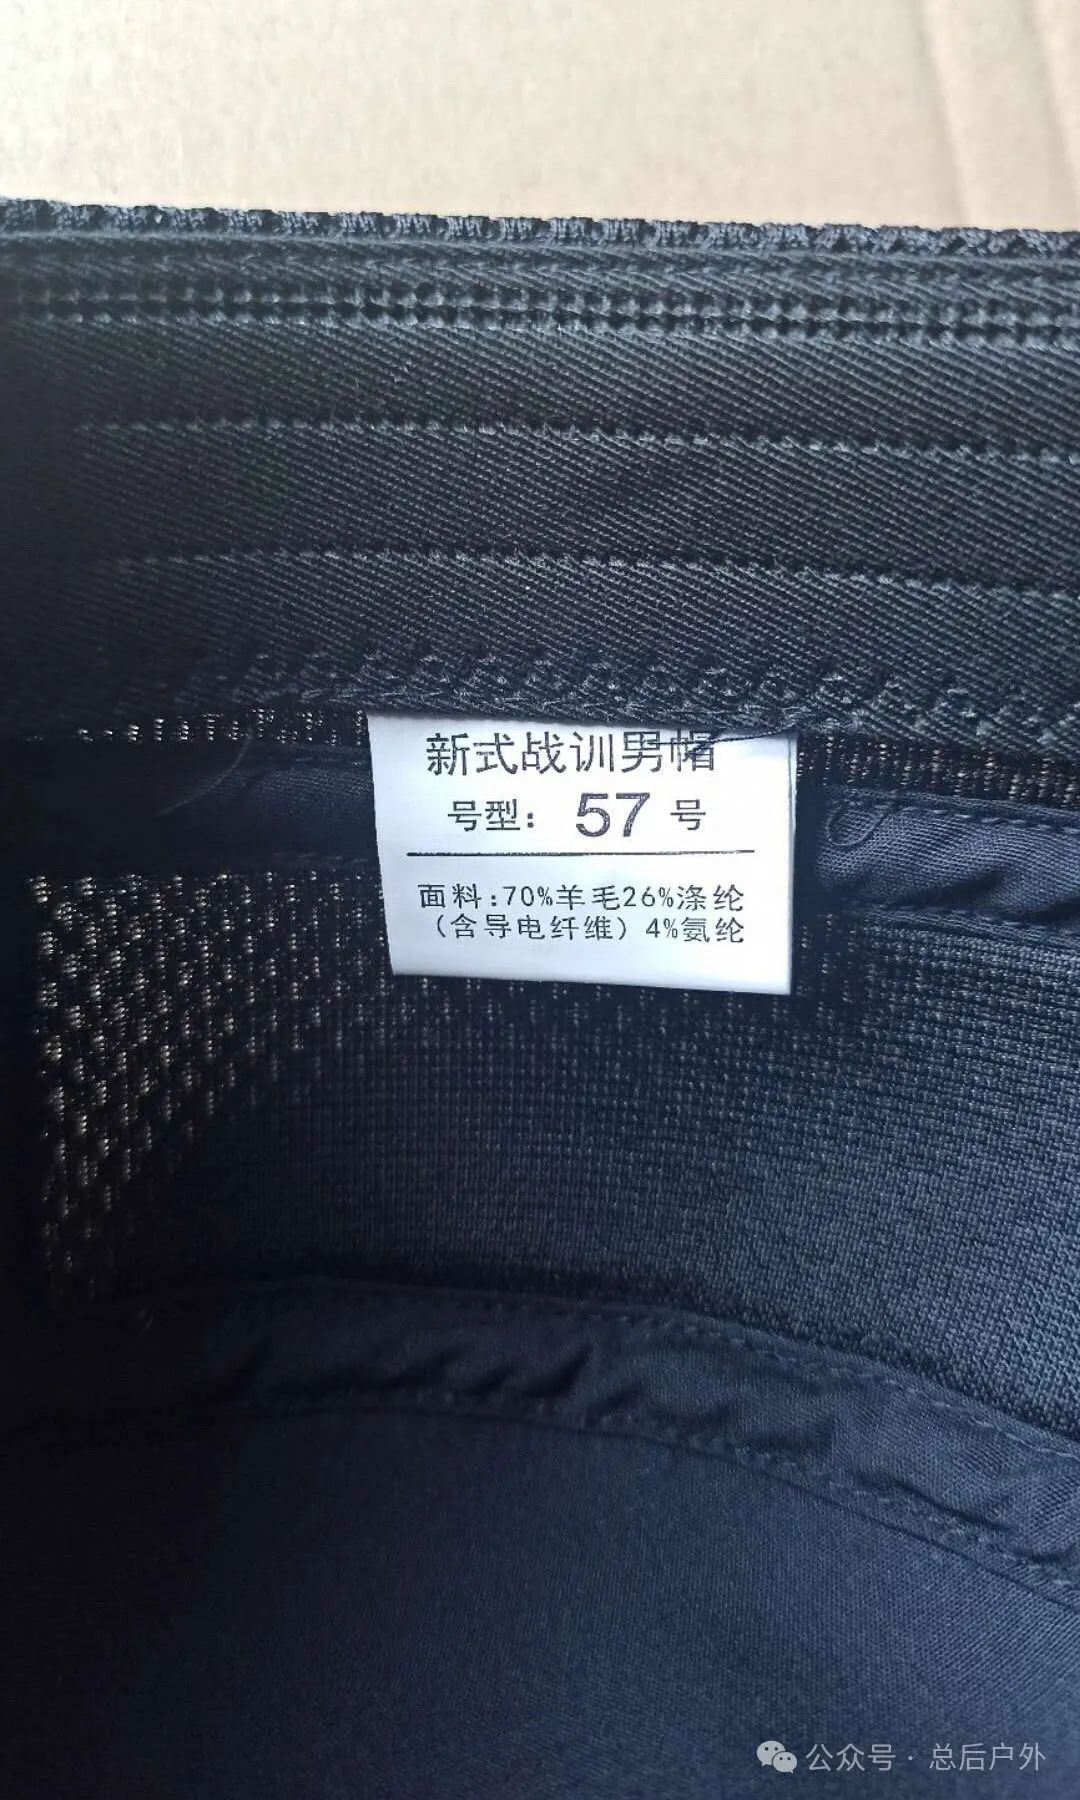 新式战训男帽
号型：57号
面料:70%羊毛26%涤纶
(含导电纤维)4%氨纶
公众号·总后户外